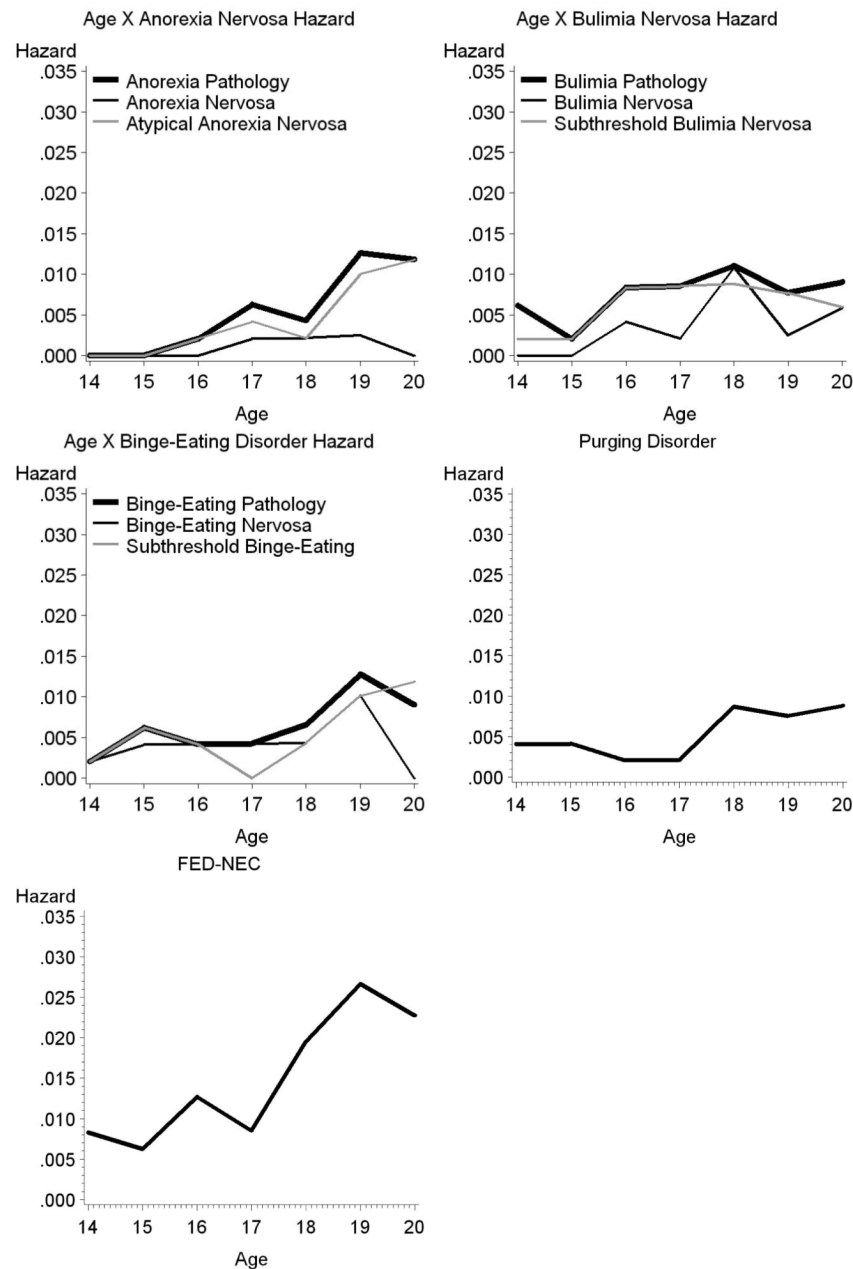 Age X Anorexia Nervosa Hazard
Hazard
.035
.030
.025
.020
.015
.010
.005
.000
Anorexia Pathology
Anorexia Nervosa
Atypical Anorexia Nervosa
14 15 16 17 18 19 20
Age
Age X Bulimia Nervosa Hazard
Hazard
.035
.030
.025
.020
.015
.010
.005
.000
Bulimia Pathology
Bulimia Nervosa
Subthreshold Bulimia Nervosa
14 15 16 17 18 19 20
Age
Age X Binge-Eating Disorder Hazard
Hazard
.035
.030
.025
.020
.015
.010
.005
.000
Binge-Eating Pathology
Binge-Eating Nervosa
Subthreshold Binge-Eating
14 15 16 17 18 19 20
Age
Purging Disorder
Hazard
.035
.030
.025
.020
.015
.010
.005
.000
14 15 16 17 18 19 20
Age
FED-NEC
Hazard
.035
.030
.025
.020
.015
.010
.005
.000
14 15 16 17 18 19 20
Age